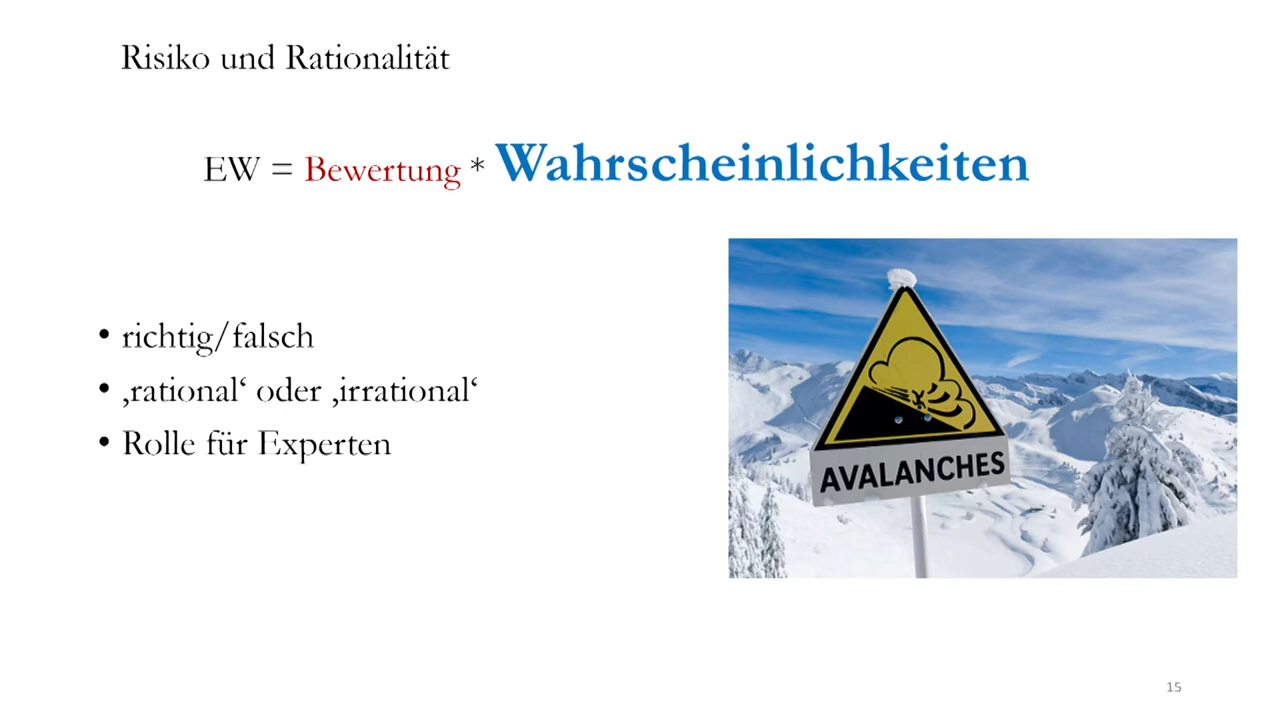 Risiko und Rationalität
EW = Bewertung * Wahrscheinlichkeiten
• richtig/falsch
• ‚rational‘ oder ‚irrational‘
• Rolle für Experten
AVALANCHES
15